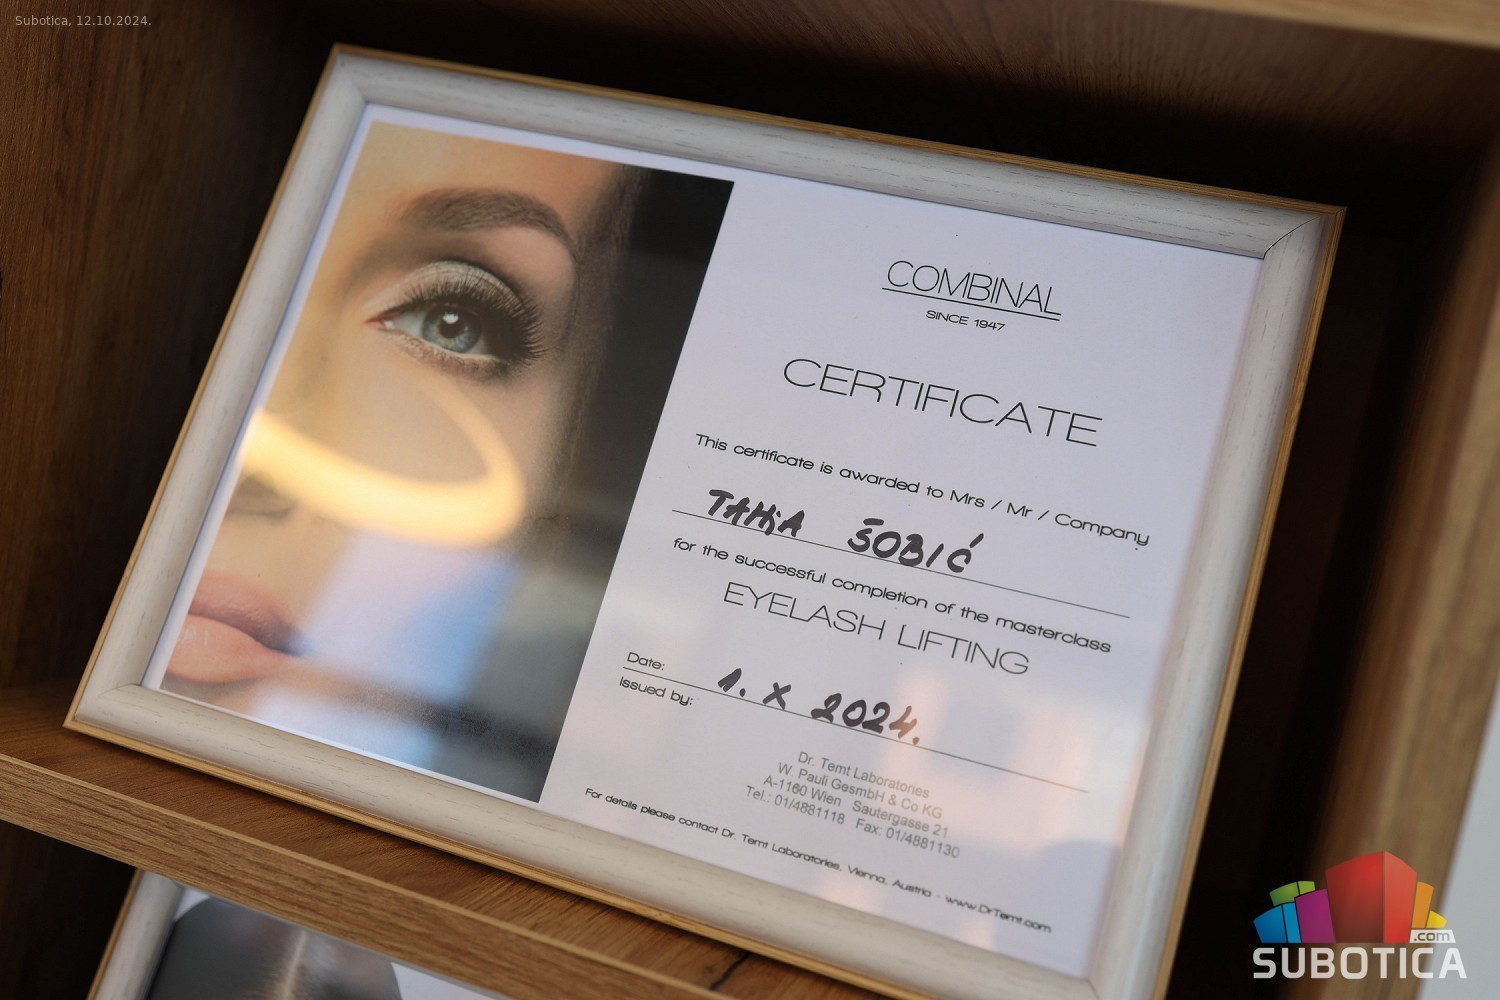 Subotica, 12.10.2024.
COMBINAL
SINCE 1947
CERTIFICATE
This certificate is awarded to Mrs / Mr / Company
TANJA ŠOBIĆ
for the successful completion of the masterclass
EYELASH LIFTING
Date:
1. X 2024.
Issued by:
Dr. Temt Laboratories
W. Pauli GesmbH & Co KG
A-1160 Wien Sautergasse 21
Tel.: 01/4881118 Fax: 01/4881130
For details please contact Dr. Temt Laboratories, Vienna, Austria - www.DrTemt.com
.com
SUBOTICA